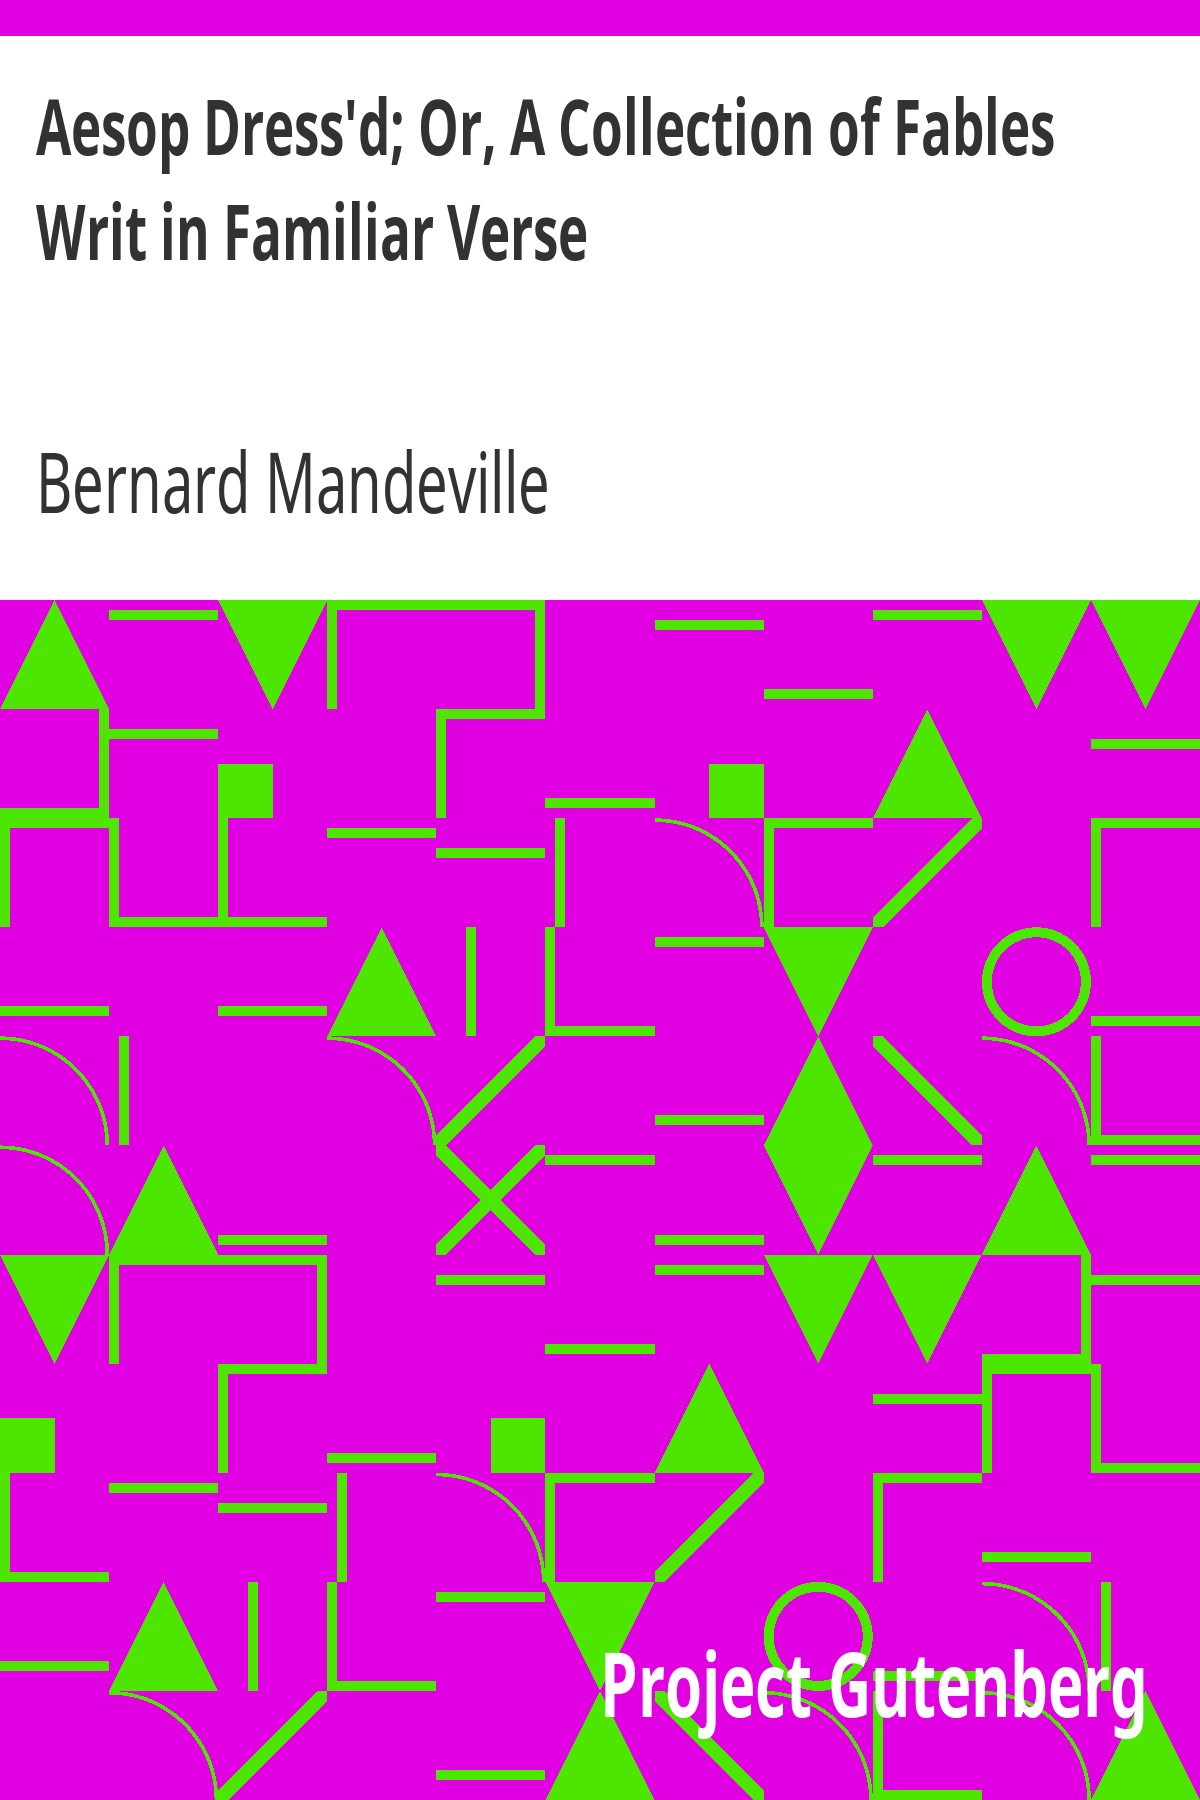 Aesop Dress'd; Or, A Collection of Fables
Writ in Familiar Verse
Bernard Mandeville
Project Gutenberg